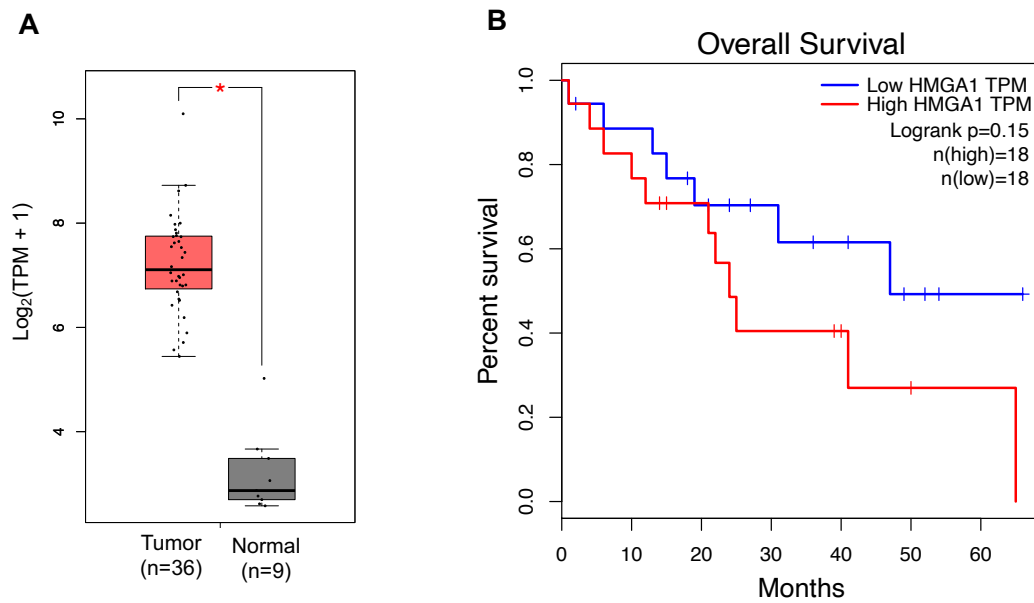 A
Log₂(TPM + 1)
10
8
6
4
*
Tumor
(n=36)
Normal
(n=9)
B
Overall Survival
Percent survival
1.0
0.8
0.6
0.4
0.2
0.0
Low HMGA1 TPM
High HMGA1 TPM
Logrank p=0.15
n(high)=18
n(low)=18
0 10 20 30 40 50 60
Months